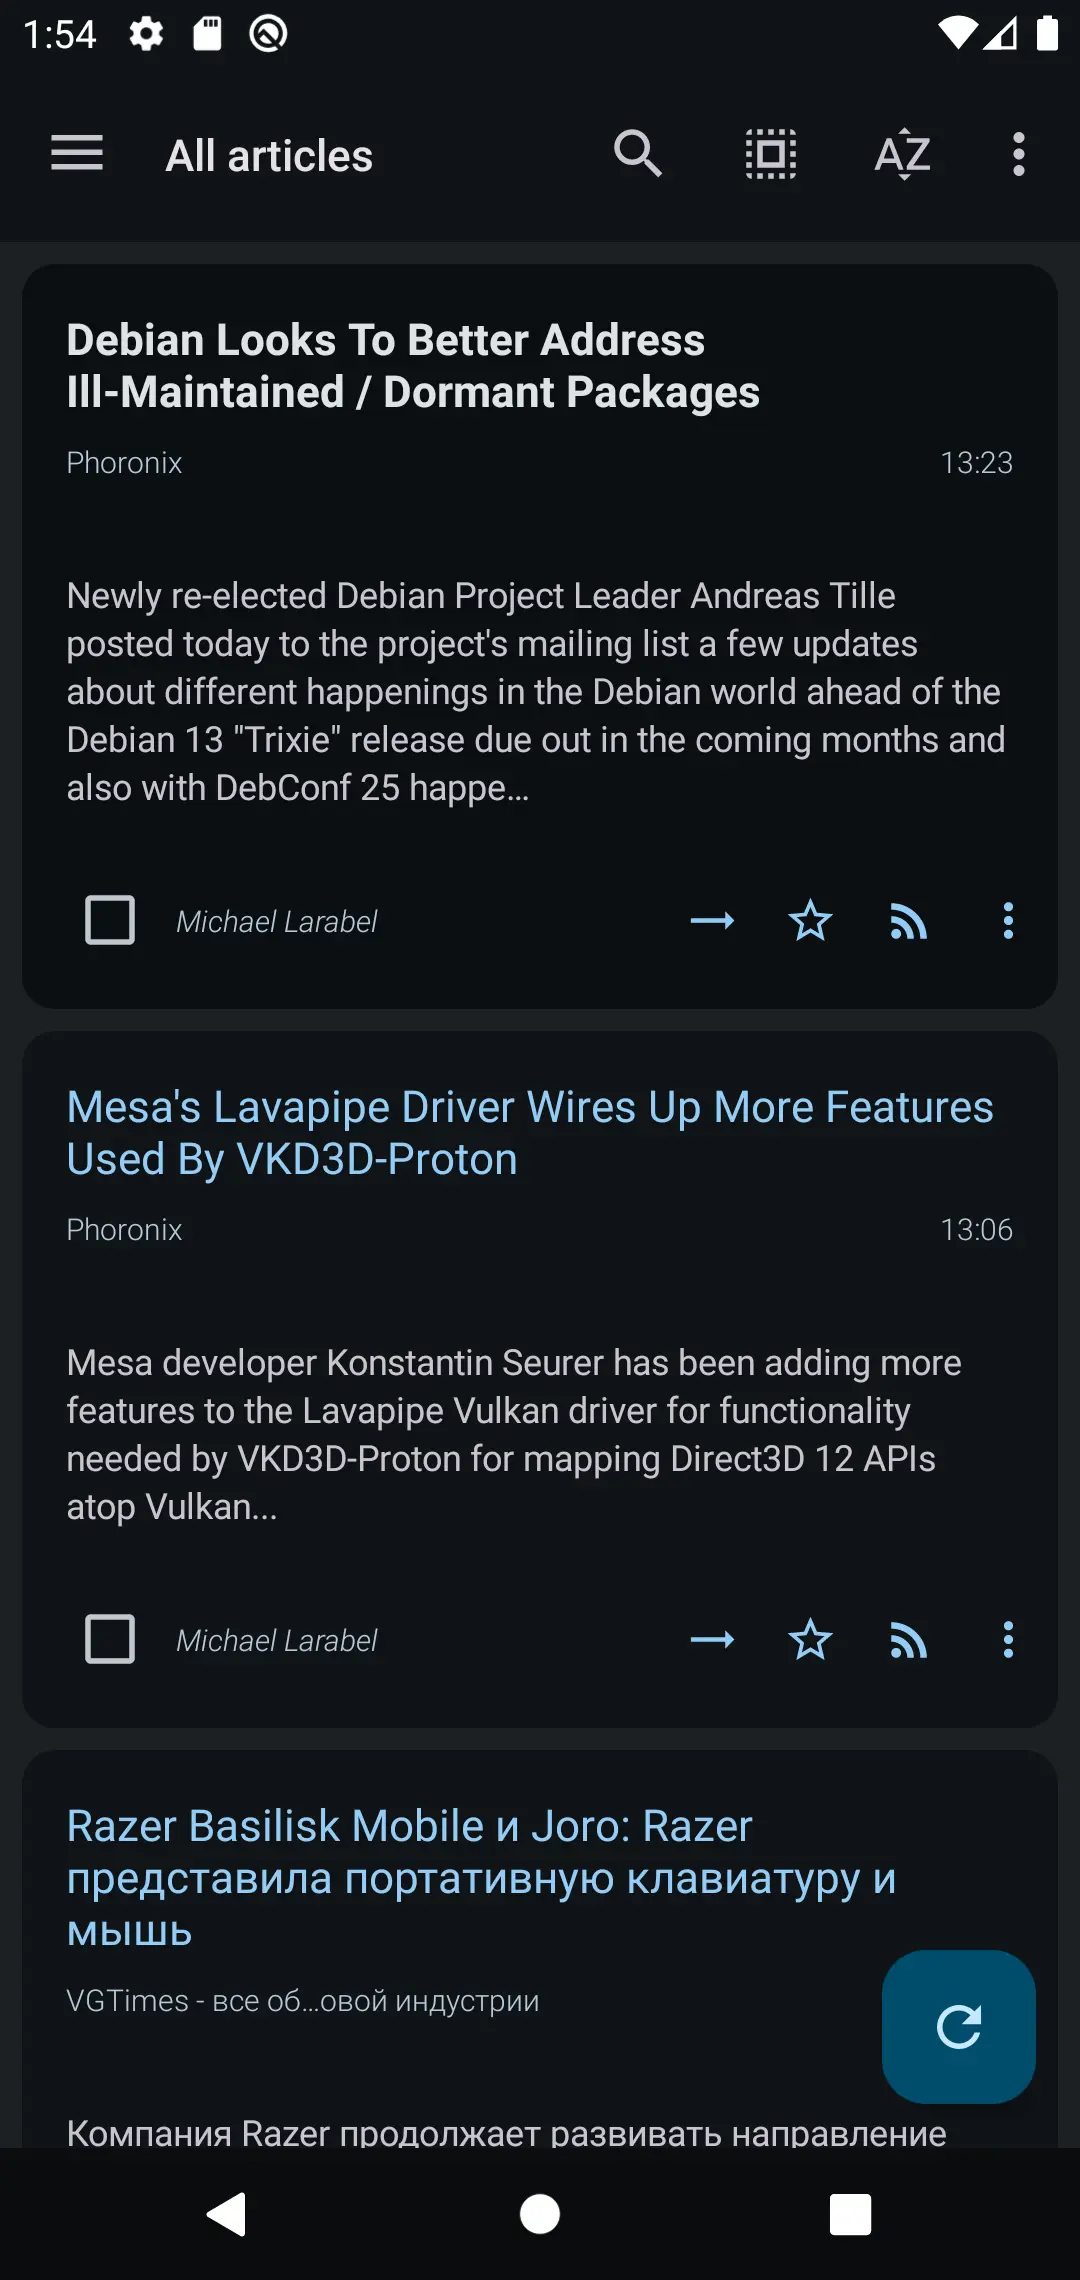 1:54
All articles
AZ
Debian Looks To Better Address
Ill-Maintained / Dormant Packages
Phoronix 13:23
Newly re-elected Debian Project Leader Andreas Tille
posted today to the project's mailing list a few updates
about different happenings in the Debian world ahead of the
Debian 13 "Trixie" release due out in the coming months and
also with DebConf 25 happe…
Michael Larabel
Mesa's Lavapipe Driver Wires Up More Features
Used By VKD3D-Proton
Phoronix 13:06
Mesa developer Konstantin Seurer has been adding more
features to the Lavapipe Vulkan driver for functionality
needed by VKD3D-Proton for mapping Direct3D 12 APIs
atop Vulkan...
Michael Larabel
Razer Basilisk Mobile и Joro: Razer
представила портативную клавиатуру и
мышь
VGTimes - все об…овой индустрии
Компания Razer продолжает развивать направление